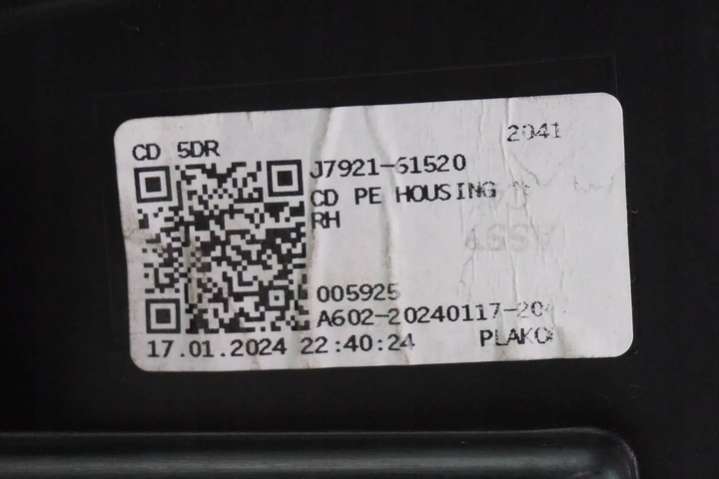 CD 5DR
2041
J7921-61520
CD PE HOUSING
RH
ASSY
005925
A602-20240117-20
17.01.2024 22:40:24
PLAKO